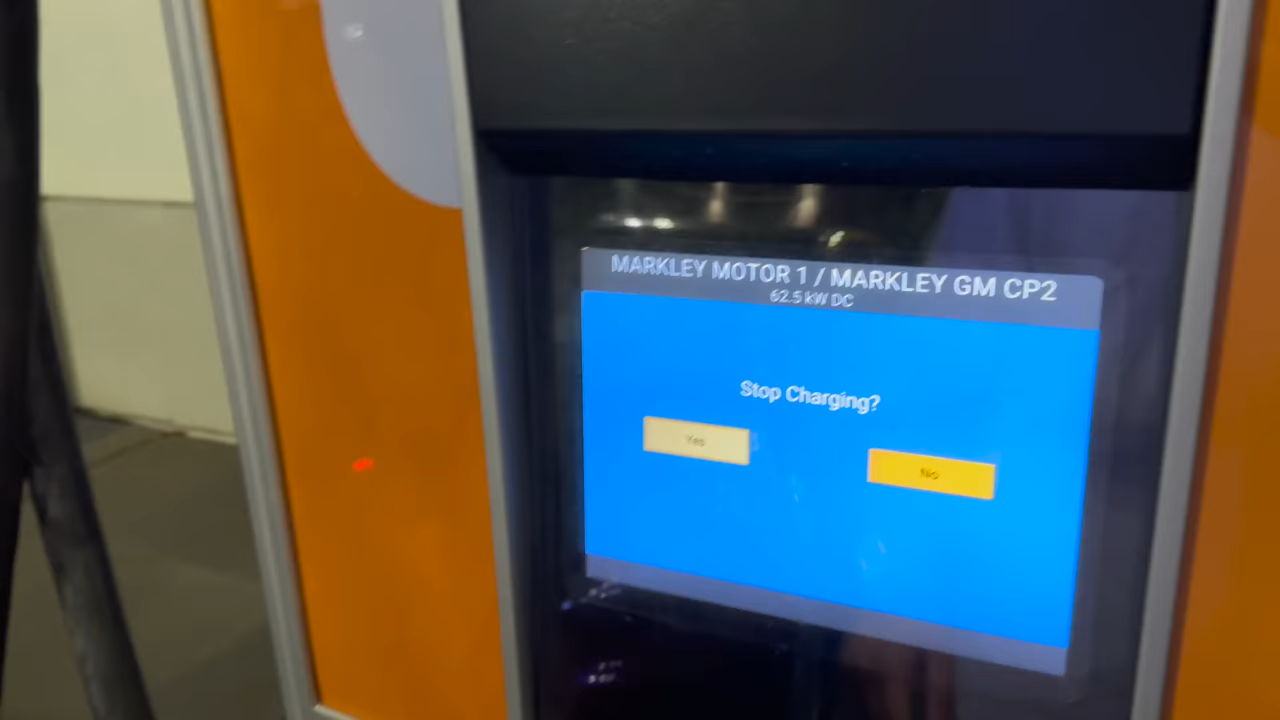 MARKLEY MOTOR 1 / MARKLEY GM CP2
62.5 kW DC
Stop Charging?
Yes
No